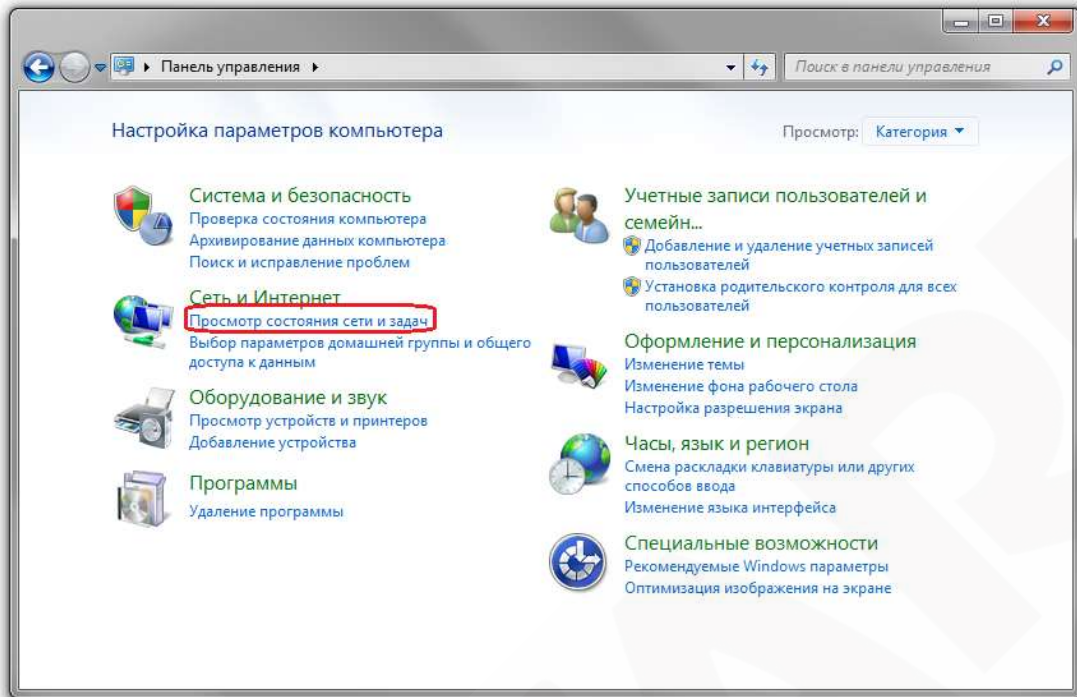 Панель управления
Поиск в панели управления
Настройка параметров компьютера
Просмотр: Категория
Система и безопасность
Проверка состояния компьютера
Архивирование данных компьютера
Поиск и исправление проблем
Сеть и Интернет
Просмотр состояния сети и задач
Выбор параметров домашней группы и общего
доступа к данным
Оборудование и звук
Просмотр устройств и принтеров
Добавление устройства
Программы
Удаление программы
Учетные записи пользователей и
семейн...
Добавление и удаление учетных записей
пользователей
Установка родительского контроля для всех
пользователей
Оформление и персонализация
Изменение темы
Изменение фона рабочего стола
Настройка разрешения экрана
Часы, язык и регион
Смена раскладки клавиатуры или других
способов ввода
Изменение языка интерфейса
Специальные возможности
Рекомендуемые Windows параметры
Оптимизация изображения на экране